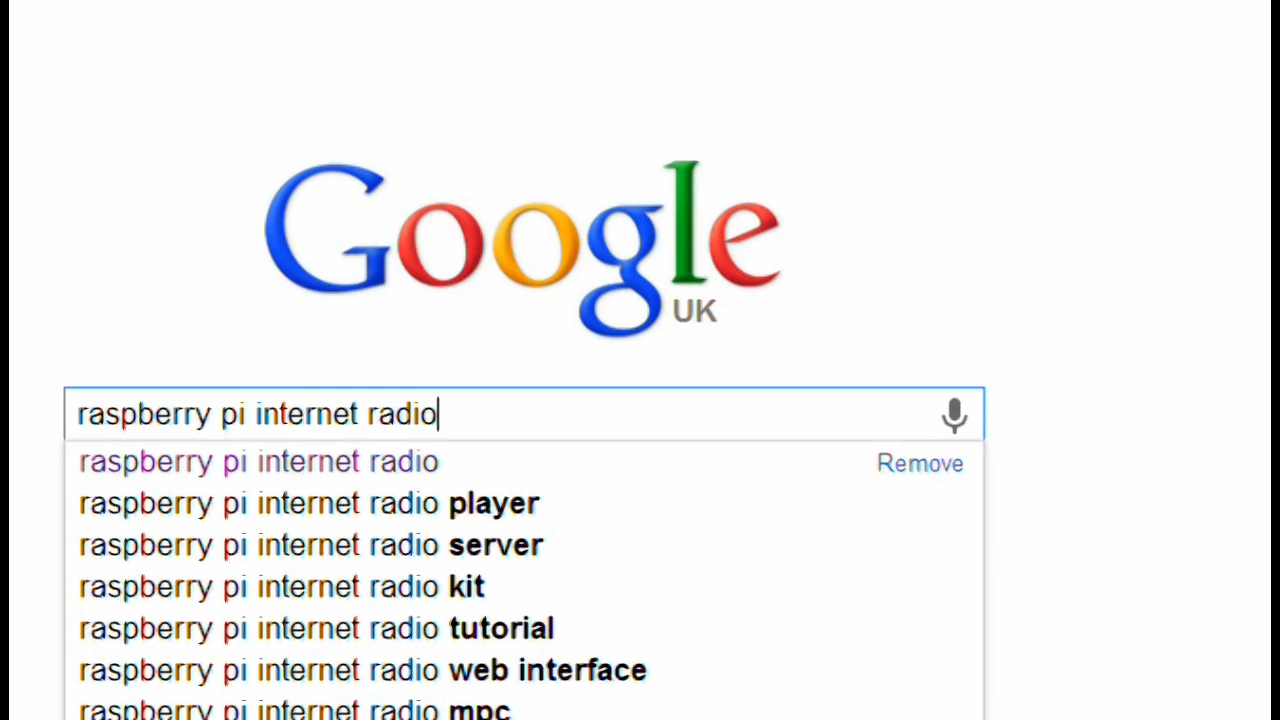 Google
UK
raspberry pi internet radio
raspberry pi internet radio Remove
raspberry pi internet radio player
raspberry pi internet radio server
raspberry pi internet radio kit
raspberry pi internet radio tutorial
raspberry pi internet radio web interface
raspberry pi internet radio mpc